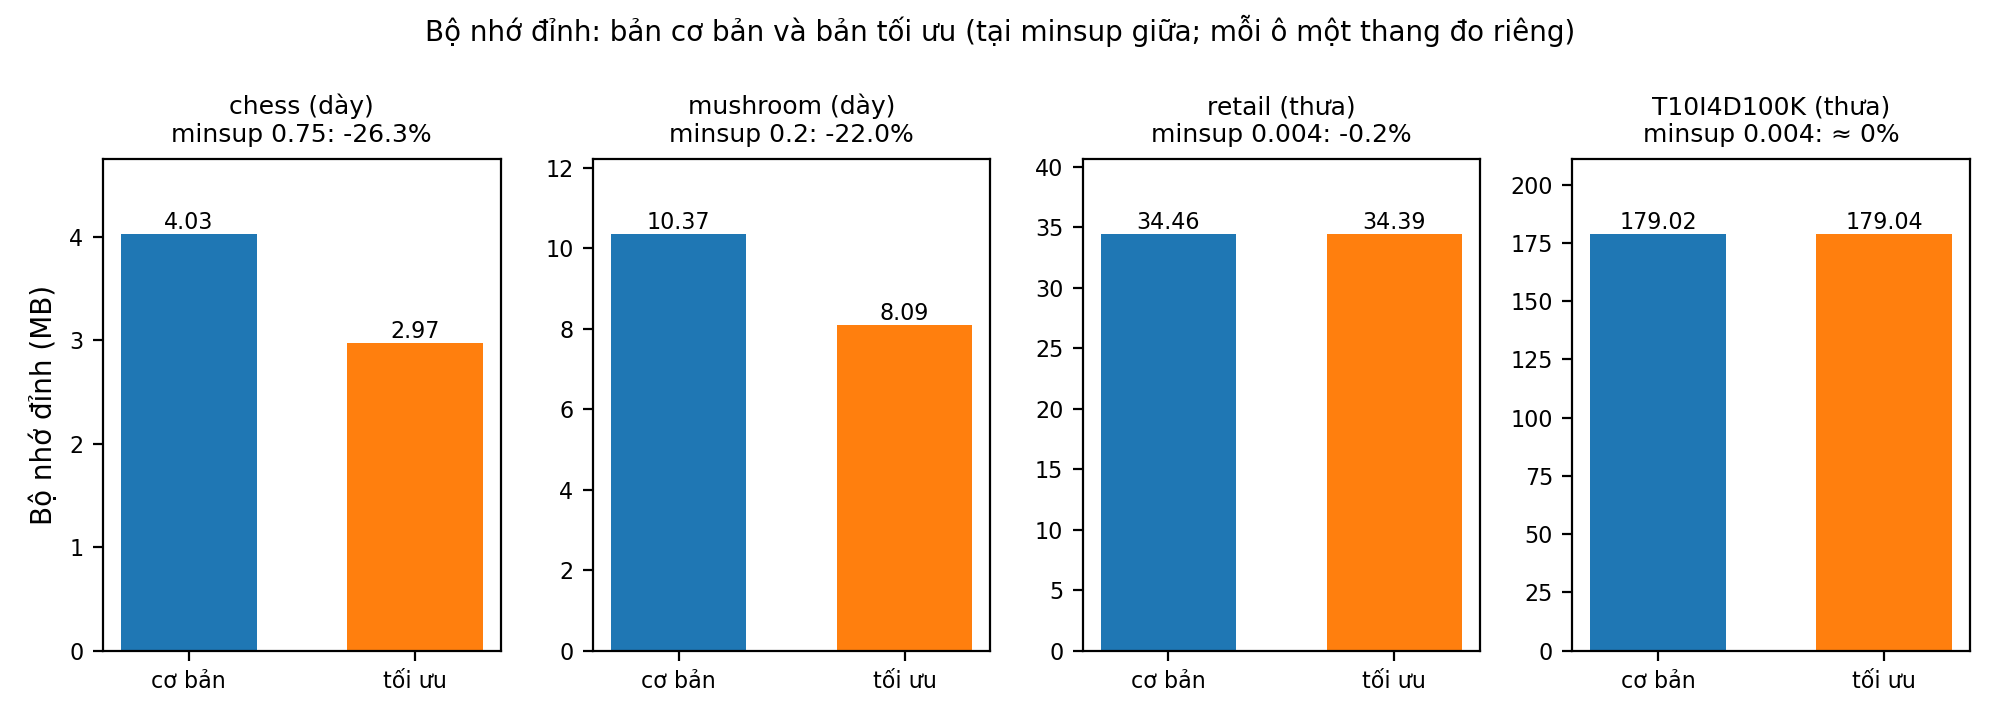 Bộ nhớ đỉnh: bản cơ bản và bản tối ưu (tại minsup giữa; mỗi ô một thang đo riêng)
Bộ nhớ đỉnh (MB)
chess (dày)
minsup 0.75: -26.3%
4
3
2
1
0
4.03
2.97
cơ bản
tối ưu
mushroom (dày)
minsup 0.2: -22.0%
12
10
8
6
4
2
0
10.37
8.09
cơ bản
tối ưu
retail (thưa)
minsup 0.004: -0.2%
40
35
30
25
20
15
10
5
0
34.46
34.39
cơ bản
tối ưu
T10I4D100K (thưa)
minsup 0.004: ≈ 0%
200
175
150
125
100
75
50
25
0
179.02
179.04
cơ bản
tối ưu